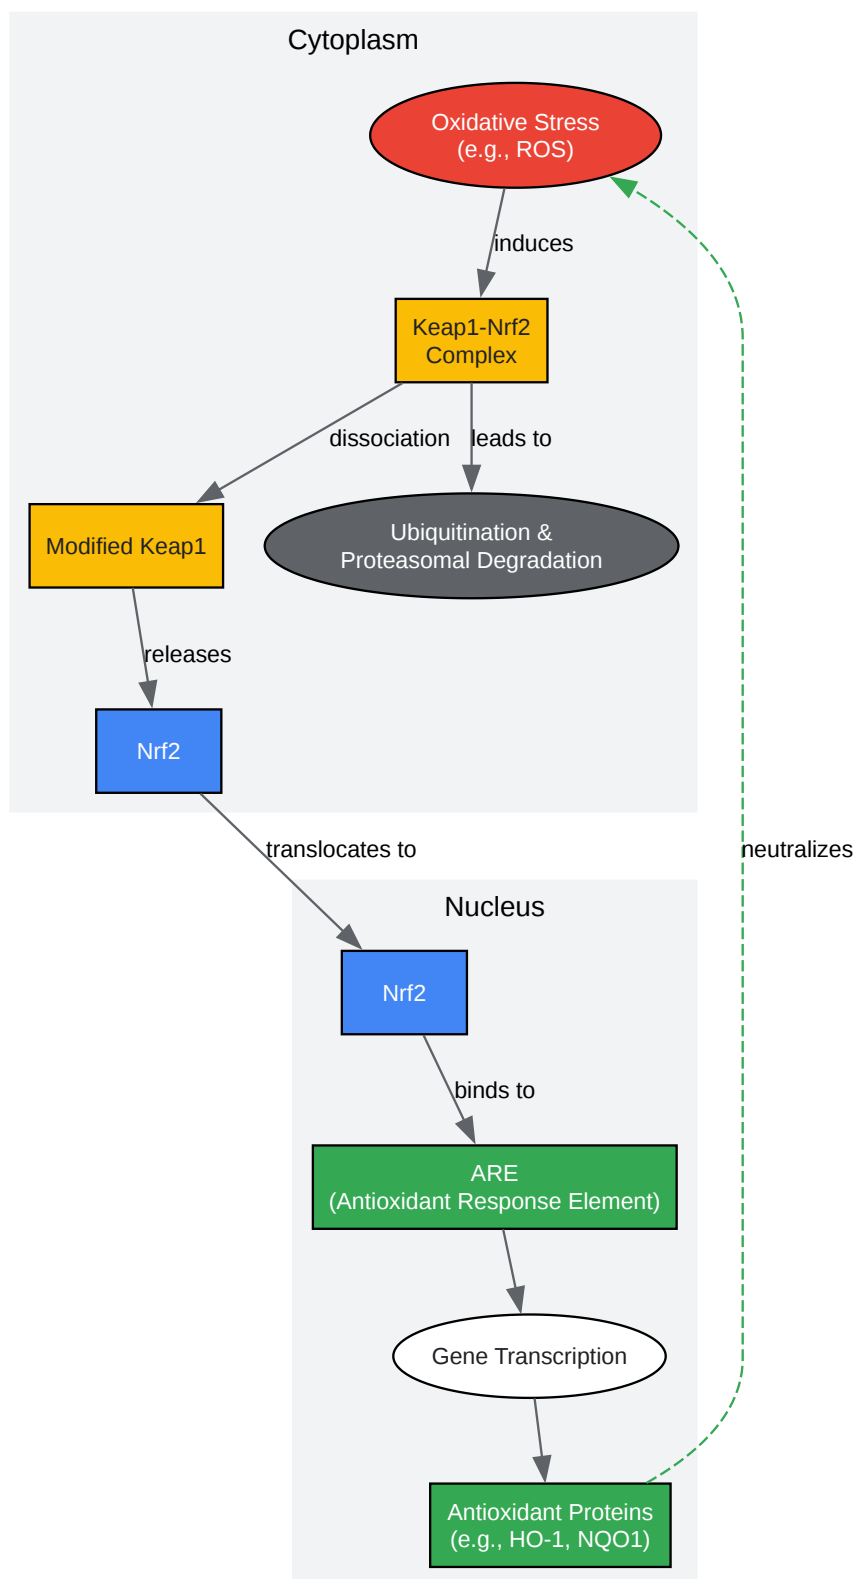 Cytoplasm
Oxidative Stress
(e.g., ROS)
induces
Keap1-Nrf2
Complex
dissociation
leads to
Modified Keap1
Ubiquitination &
Proteasomal Degradation
releases
Nrf2
translocates to
neutralizes
Nucleus
Nrf2
binds to
ARE
(Antioxidant Response Element)
Gene Transcription
Antioxidant Proteins
(e.g., HO-1, NQO1)